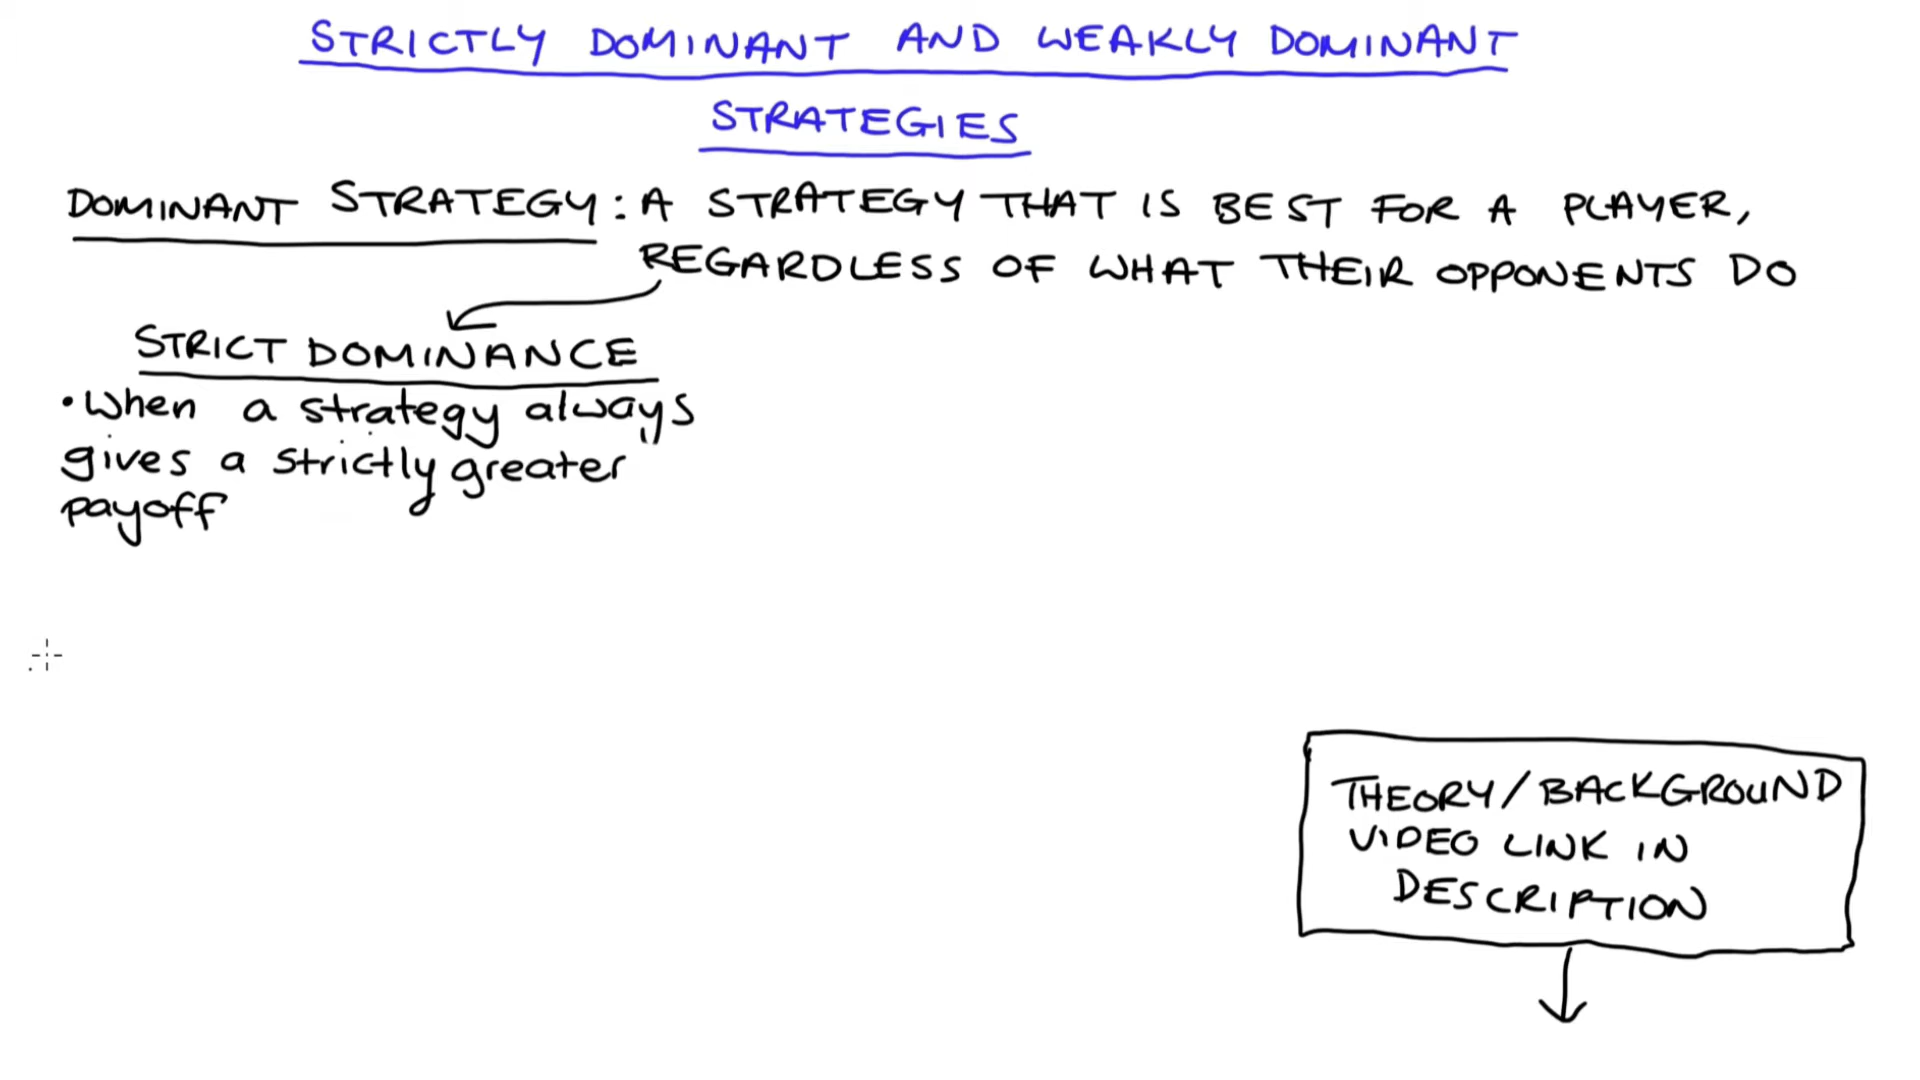 STRICTLY DOMINANT AND WEAKLY DOMINANT
STRATEGIES
DOMINANT STRATEGY: A STRATEGY THAT IS BEST FOR A PLAYER,
REGARDLESS OF WHAT THEIR OPPONENTS DO
STRICT DOMINANCE
• When a strategy always
gives a strictly greater
payoff
THEORY/BACKGROUND
VIDEO LINK IN
DESCRIPTION